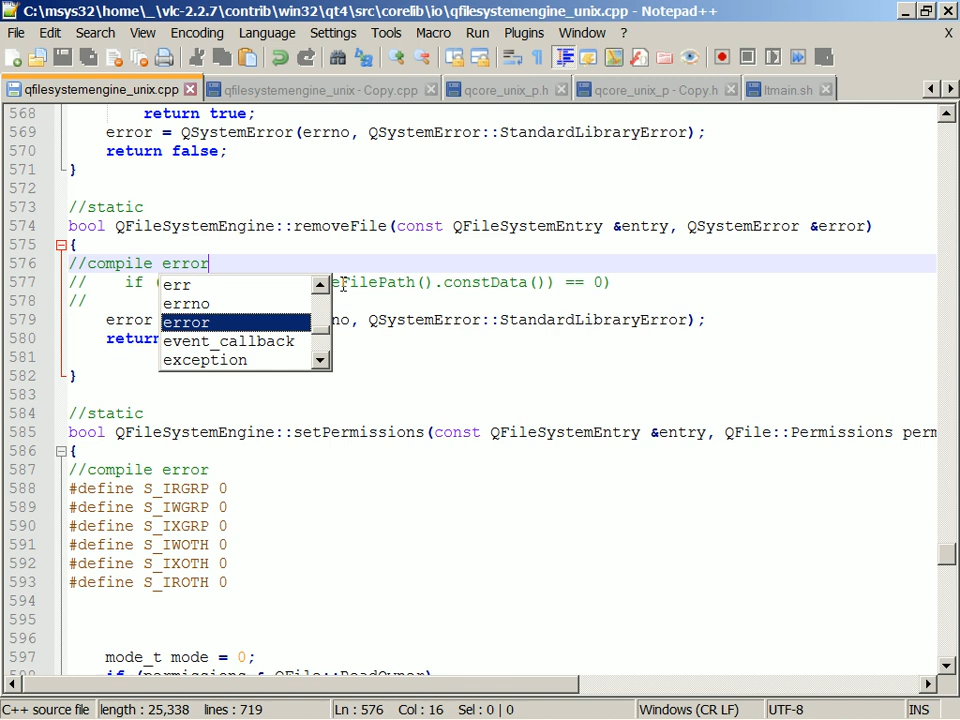 C:\msys32\home\_\vlc-2.2.7\contrib\win32\qt4\src\corelib\io\qfilesystemengine_unix.cpp - Notepad++
File Edit Search View Encoding Language Settings Tools Macro Run Plugins Window ? X
qfilesystemengine_unix.cpp qfilesystemengine_unix - Copy.cpp qcore_unix_p.h qcore_unix_p - Copy.h ltmain.sh
568 return true;
569 error = QSystemError(errno, QSystemError::StandardLibraryError);
570 return false;
571 }
572
573 //static
574 bool QFileSystemEngine::removeFile(const QFileSystemEntry &entry, QSystemError &error)
575 {
576 //compile error
577 // if ( eFilePath().constData()) == 0)
578 //
579 error no, QSystemError::StandardLibraryError);
580 return
581
582 }
err
errno
error
event_callback
exception
583
584 //static
585 bool QFileSystemEngine::setPermissions(const QFileSystemEntry &entry, QFile::Permissions perm
586 {
587 //compile error
588 #define S_IRGRP 0
589 #define S_IWGRP 0
590 #define S_IXGRP 0
591 #define S_IWOTH 0
592 #define S_IXOTH 0
593 #define S_IROTH 0
594
595
596
597 mode_t mode = 0;
598 if (permissions & QFile::ReadOwner)
C++ source file length : 25,338 lines : 719 Ln : 576 Col : 16 Sel : 0 | 0 Windows (CR LF) UTF-8 INS